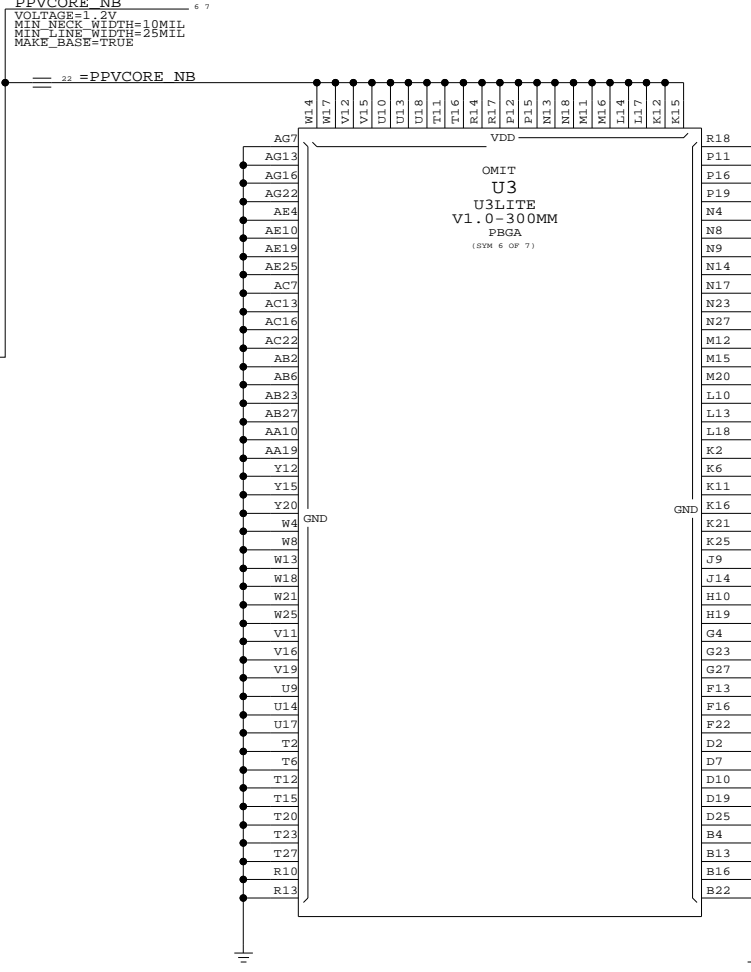 PPVCORE_NB
6 7
VOLTAGE=1.2V
MIN_NECK_WIDTH=10MIL
MIN_LINE_WIDTH=25MIL
MAKE_BASE=TRUE
22 =PPVCORE_NB
W14
W17
V12
V15
U10
U13
U18
T11
T16
R14
R17
P12
P15
N13
N18
M11
M16
L14
L17
K12
K15
VDD
OMIT
U3
U3LITE
V1.0-300MM
PBGA
(SYM 6 OF 7)
AG7
AG13
AG16
AG22
AE4
AE10
AE19
AE25
AC7
AC13
AC16
AC22
AB2
AB6
AB23
AB27
AA10
AA19
Y12
Y15
Y20
W4
W8
W13
W18
W21
W25
V11
V16
V19
U9
U14
U17
T2
T6
T12
T15
T20
T23
T27
R10
R13
GND
GND
R18
P11
P16
P19
N4
N8
N9
N14
N17
N23
N27
M12
M15
M20
L10
L13
L18
K2
K6
K11
K16
K21
K25
J9
J14
H10
H19
G4
G23
G27
F13
F16
F22
D2
D7
D10
D19
D25
B4
B13
B16
B22